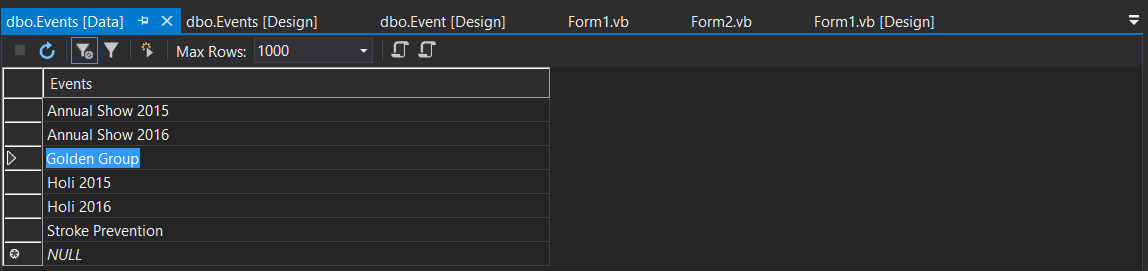 dbo.Events [Data] dbo.Events [Design] dbo.Event [Design] Form1.vb Form2.vb Form1.vb [Design]
Max Rows: 1000
Events
Annual Show 2015
Annual Show 2016
Golden Group
Holi 2015
Holi 2016
Stroke Prevention
NULL